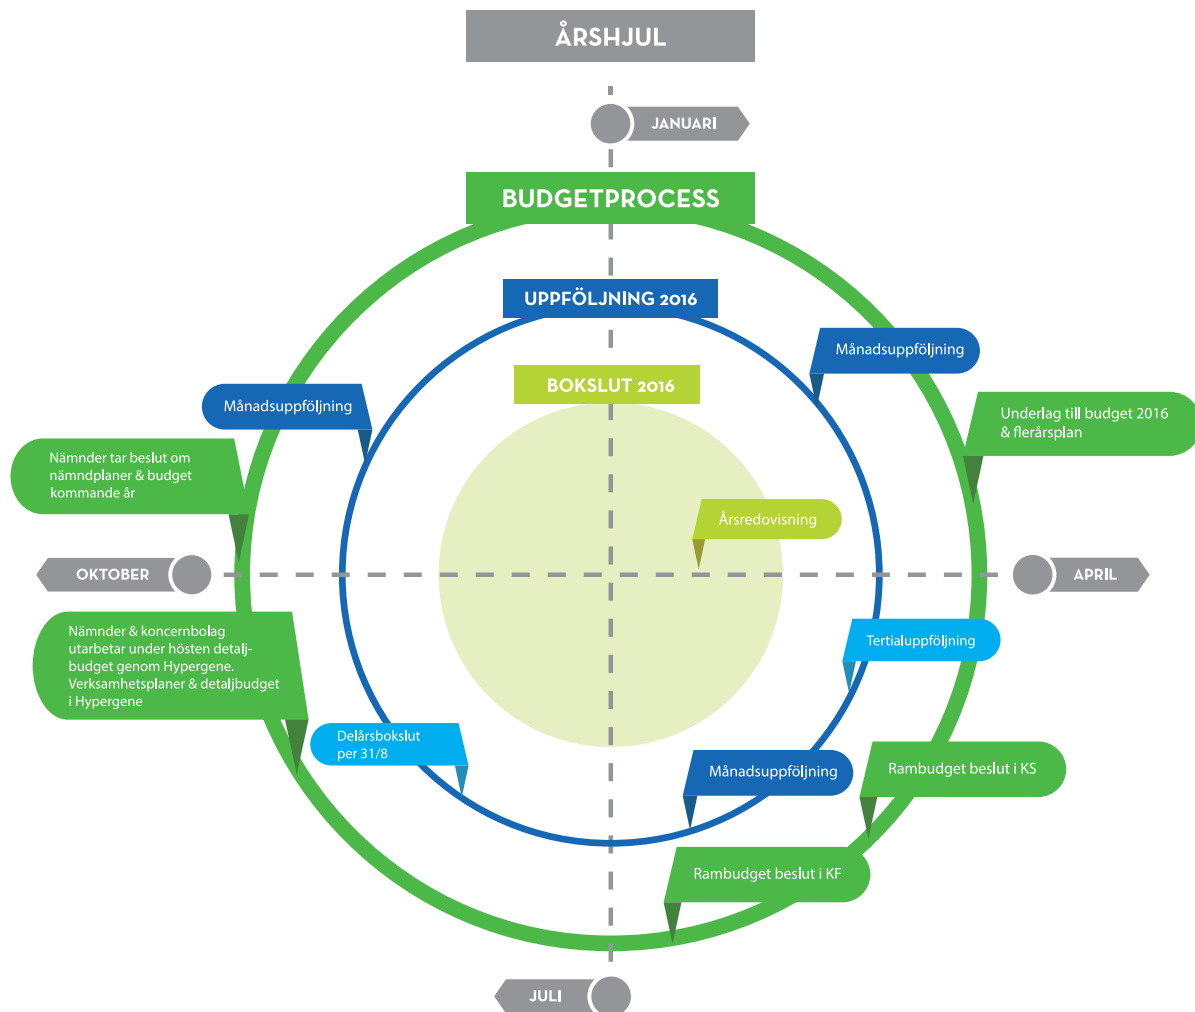 ÅRSHJUL
JANUARI
BUDGETPROCESS
UPPFÖLJNING 2016
BOKSLUT 2016
Månadsuppföljning
Månadsuppföljning
Underlag till budget 2016
& flerårsplan
Nämnder tar beslut om
nämndplaner & budget
kommande år
Årsredovisning
OKTOBER
APRIL
Nämnder & koncernbolag
utarbetar under hösten detalj-
budget genom Hypergene.
Verksamhetsplaner & detaljbudget
i Hypergene
Tertialuppföljning
Delårsbokslut
per 31/8
Månadsuppföljning
Rambudget beslut i KS
Rambudget beslut i KF
JULI